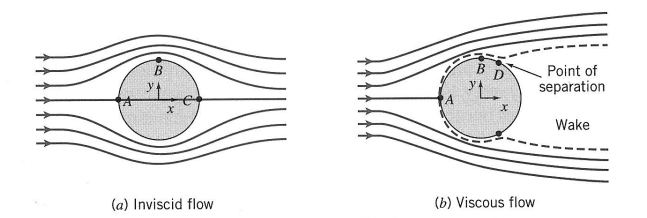 B
y
A
x
C
(a) Inviscid flow
B
D
y
A
x
Point of
separation
Wake
(b) Viscous flow